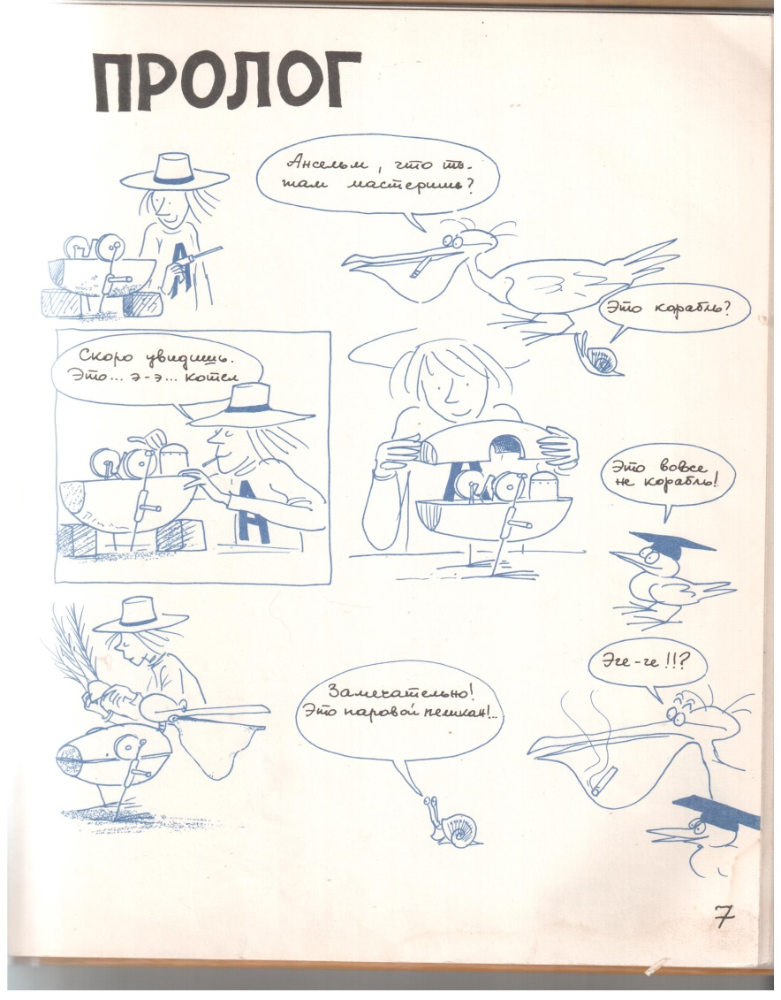 ПРОЛОГ
Ансельм, что ты
там мастеришь?
Это корабль?
Скоро увидишь.
Это... э-э... котел
Это вовсе
не корабль!
Замечательно!
Это паровой пеликан!..
Эге-ге!!?
А
А
А
7